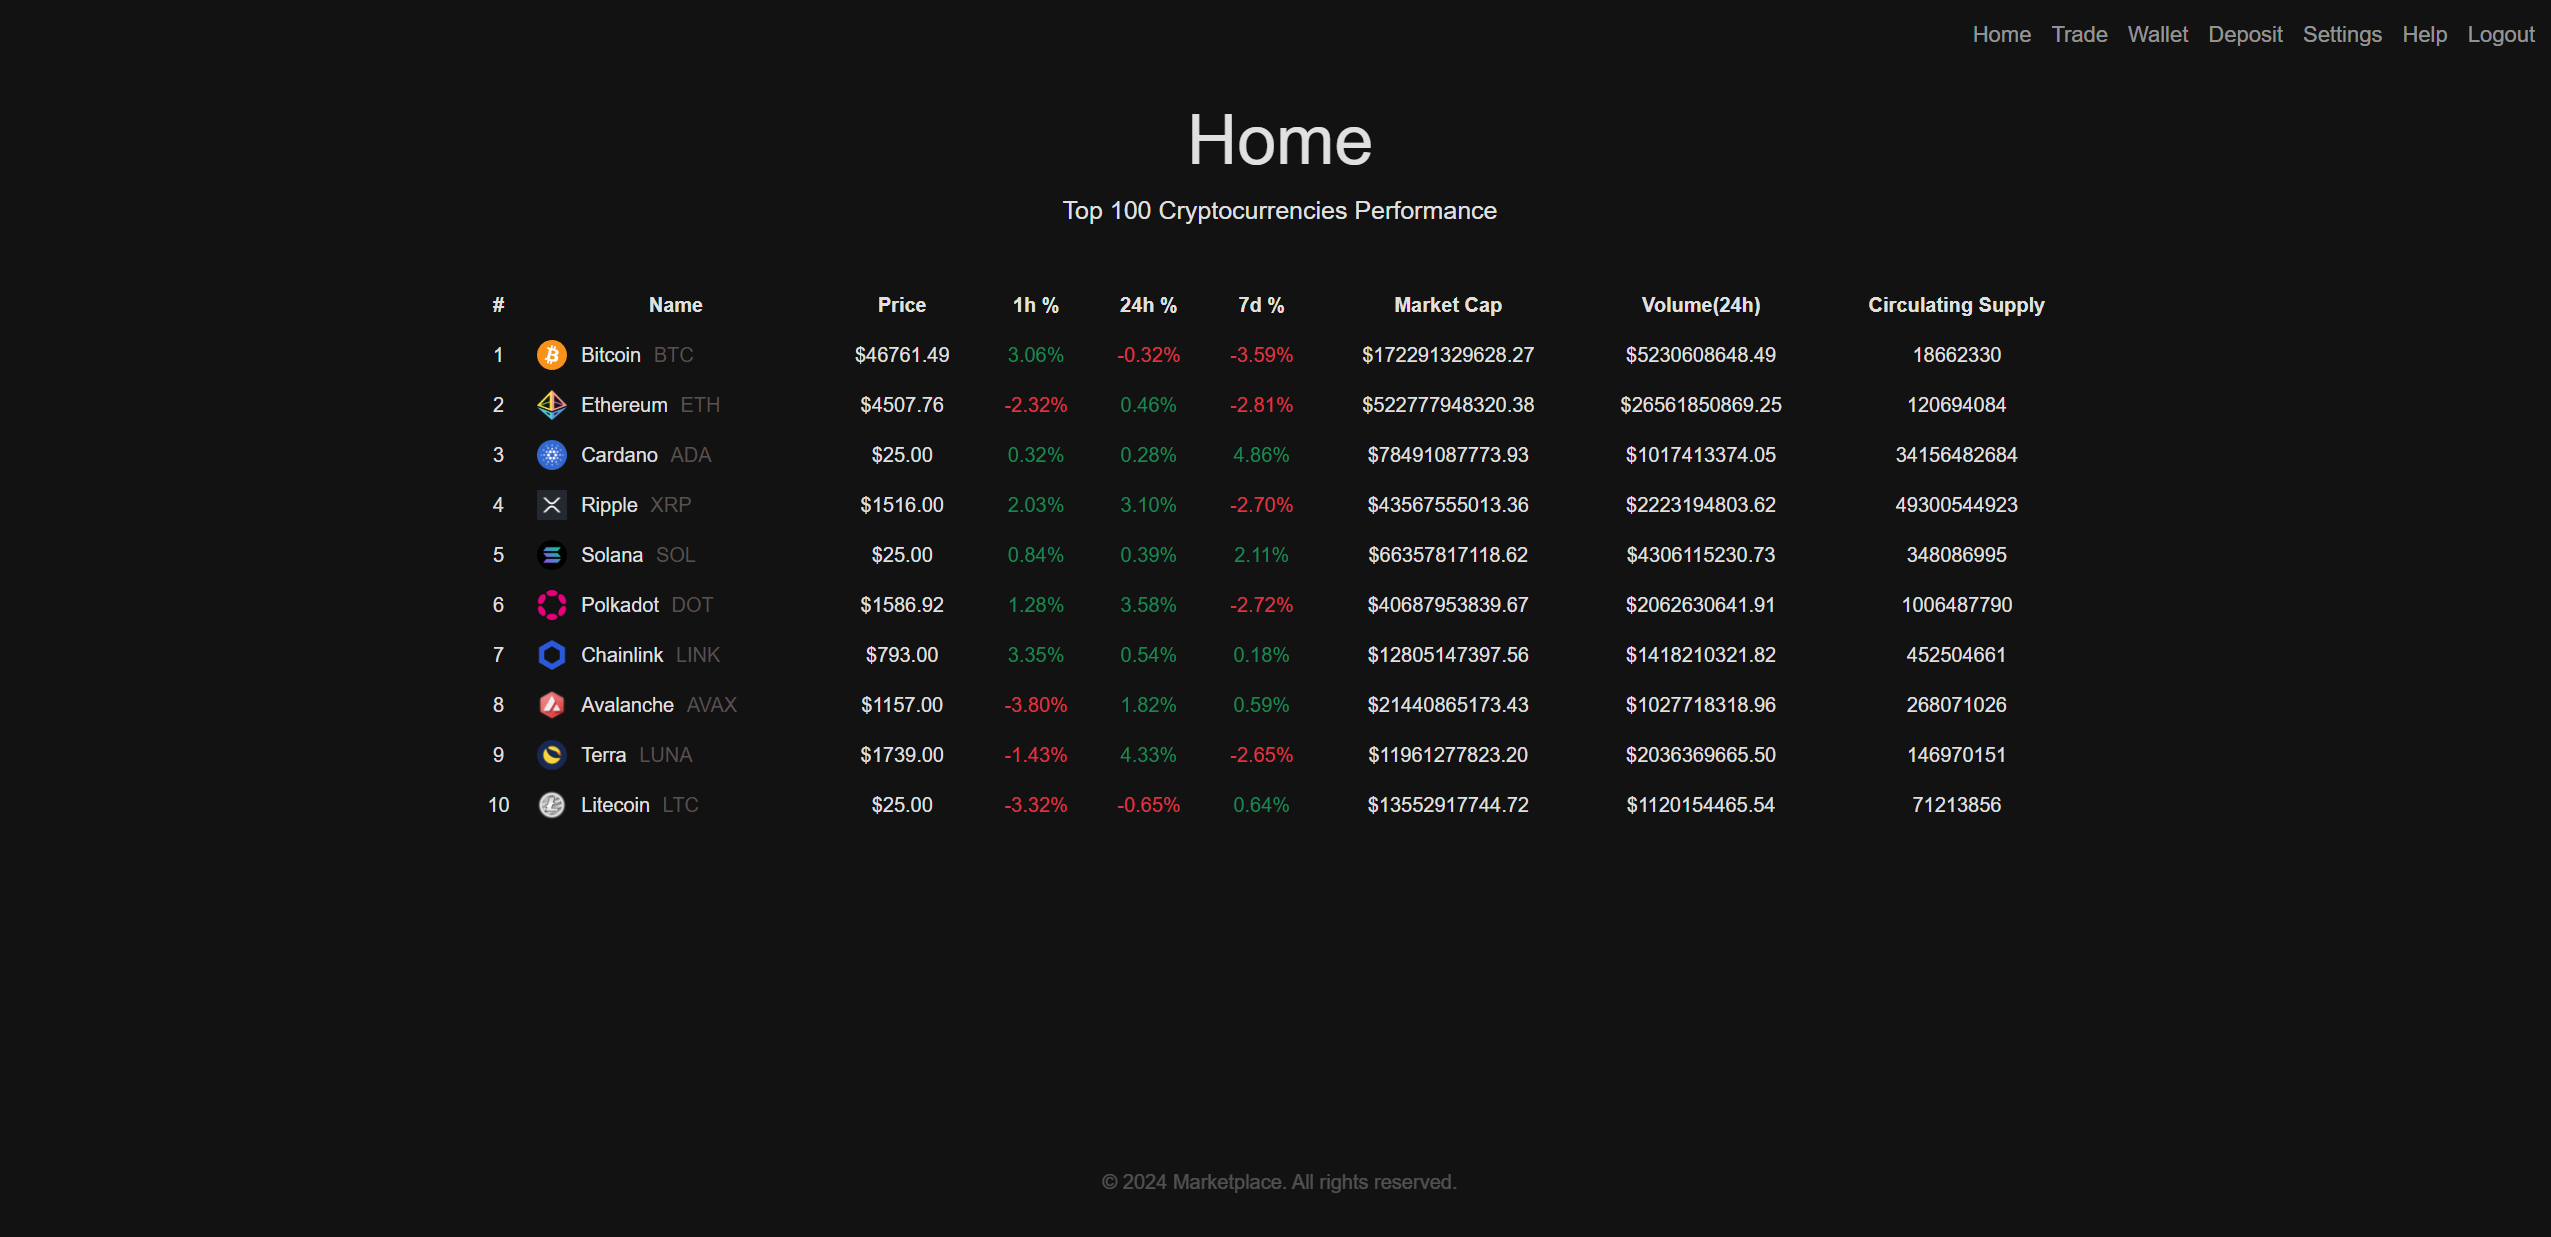 Home Trade Wallet Deposit Settings Help Logout
Home
Top 100 Cryptocurrencies Performance
# Name Price 1h % 24h % 7d % Market Cap Volume(24h) Circulating Supply
1 Bitcoin BTC $46761.49 3.06% -0.32% -3.59% $172291329628.27 $5230608648.49 18662330
2 Ethereum ETH $4507.76 -2.32% 0.46% -2.81% $522777948320.38 $26561850869.25 120694084
3 Cardano ADA $25.00 0.32% 0.28% 4.86% $78491087773.93 $1017413374.05 34156482684
4 Ripple XRP $1516.00 2.03% 3.10% -2.70% $43567555013.36 $2223194803.62 49300544923
5 Solana SOL $25.00 0.84% 0.39% 2.11% $66357817118.62 $4306115230.73 348086995
6 Polkadot DOT $1586.92 1.28% 3.58% -2.72% $40687953839.67 $2062630641.91 1006487790
7 Chainlink LINK $793.00 3.35% 0.54% 0.18% $12805147397.56 $1418210321.82 452504661
8 Avalanche AVAX $1157.00 -3.80% 1.82% 0.59% $21440865173.43 $1027718318.96 268071026
9 Terra LUNA $1739.00 -1.43% 4.33% -2.65% $11961277823.20 $2036369665.50 146970151
10 Litecoin LTC $25.00 -3.32% -0.65% 0.64% $13552917744.72 $1120154465.54 71213856
© 2024 Marketplace. All rights reserved.